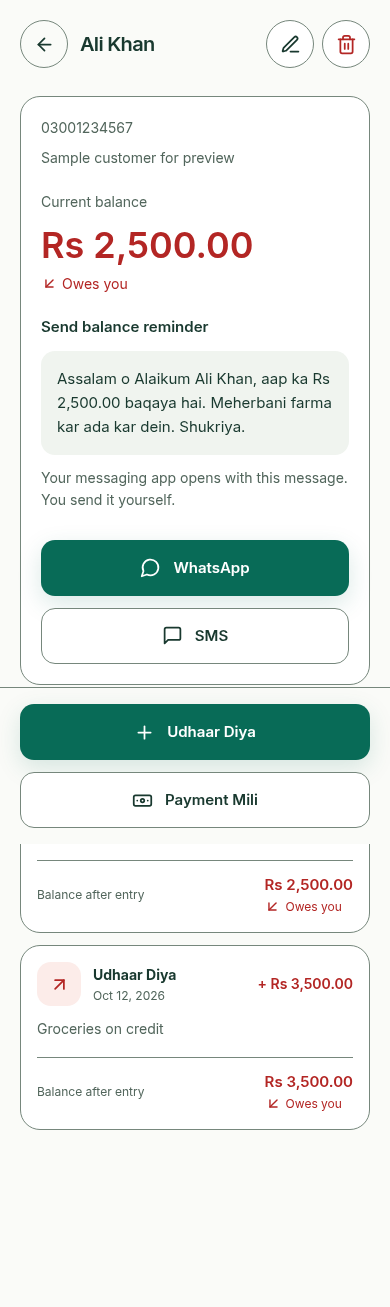 Ali Khan
03001234567
Sample customer for preview
Current balance
Rs 2,500.00
Owes you
Send balance reminder
Assalam o Alaikum Ali Khan, aap ka Rs
2,500.00 baqaya hai. Meherbani farma
kar ada kar dein. Shukriya.
Your messaging app opens with this message.
You send it yourself.
WhatsApp
SMS
Udhaar Diya
Payment Mili
Balance after entry
Rs 2,500.00
Owes you
Udhaar Diya
Oct 12, 2026
+ Rs 3,500.00
Groceries on credit
Balance after entry
Rs 3,500.00
Owes you